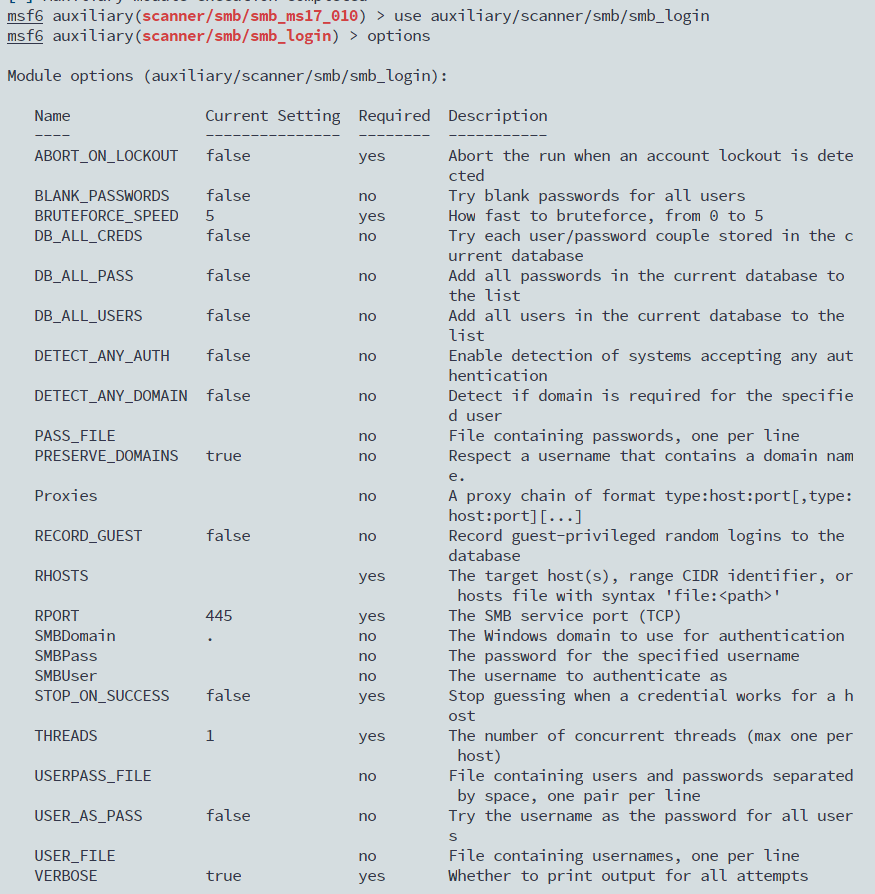 msf6 auxiliary(scanner/smb/smb_ms17_010) > use auxiliary/scanner/smb/smb_login
msf6 auxiliary(scanner/smb/smb_login) > options
Module options (auxiliary/scanner/smb/smb_login):
Name Current Setting Required Description
---- --------------- -------- -----------
ABORT_ON_LOCKOUT false yes Abort the run when an account lockout is dete
cted
BLANK_PASSWORDS false no Try blank passwords for all users
BRUTEFORCE_SPEED 5 yes How fast to bruteforce, from 0 to 5
DB_ALL_CREDS false no Try each user/password couple stored in the c
urrent database
DB_ALL_PASS false no Add all passwords in the current database to
the list
DB_ALL_USERS false no Add all users in the current database to the
list
DETECT_ANY_AUTH false no Enable detection of systems accepting any aut
hentication
DETECT_ANY_DOMAIN false no Detect if domain is required for the specifie
d user
PASS_FILE no File containing passwords, one per line
PRESERVE_DOMAINS true no Respect a username that contains a domain nam
e.
Proxies no A proxy chain of format type:host:port[,type:
host:port][...]
RECORD_GUEST false no Record guest-privileged random logins to the
database
RHOSTS yes The target host(s), range CIDR identifier, or
hosts file with syntax 'file:<path>'
RPORT 445 yes The SMB service port (TCP)
SMBDomain . no The Windows domain to use for authentication
SMBPass no The password for the specified username
SMBUser no The username to authenticate as
STOP_ON_SUCCESS false yes Stop guessing when a credential works for a h
ost
THREADS 1 yes The number of concurrent threads (max one per
host)
USERPASS_FILE no File containing users and passwords separated
by space, one pair per line
USER_AS_PASS false no Try the username as the password for all user
s
USER_FILE no File containing usernames, one per line
VERBOSE true yes Whether to print output for all attempts